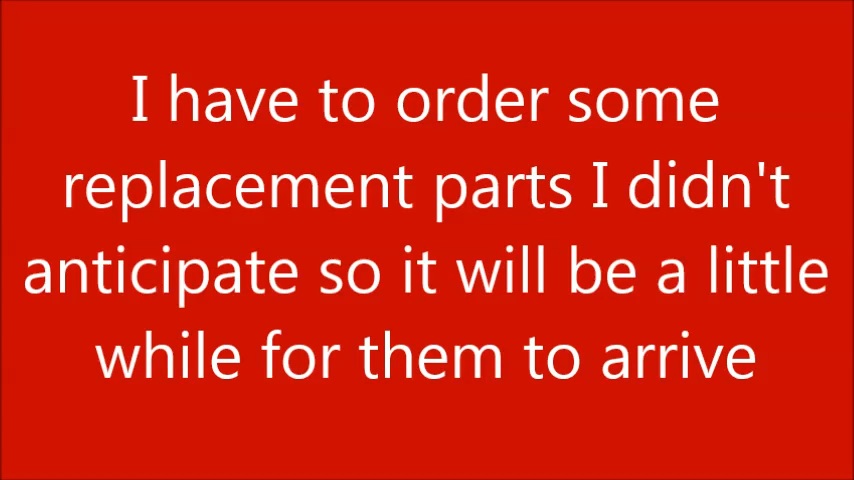 I have to order some
replacement parts I didn't
anticipate so it will be a little
while for them to arrive